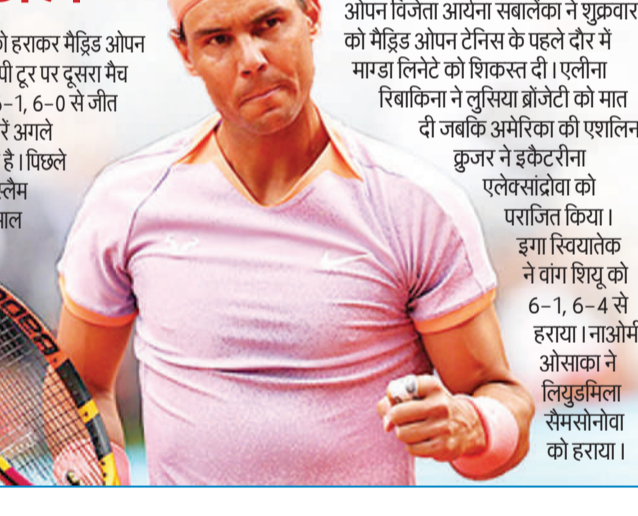 हराकर मैड्रिड ओपन
टूर पर दूसरा मैच
-1, 6-0 से जीत
अगले
है। पिछले
ओपन विजेता आर्यना सबालेंका ने शुक्रवार
को मैड्रिड ओपन टेनिस के पहले दौर में
माग्डा लिनेटे को शिकस्त दी। एलीना
रिबाकिना ने लुसिया ब्रोंजेटी को मात
दी जबकि अमेरिका की एशलिन
क्रुजर ने इकैटरीना
एलेक्सांद्रोवा को
पराजित किया।
इगा स्वियातेक
ने वांग शियू को
6-1, 6-4 से
हराया। नाओमी
ओसाका ने
लियुडमिला
सैमसोनोवा
को हराया।